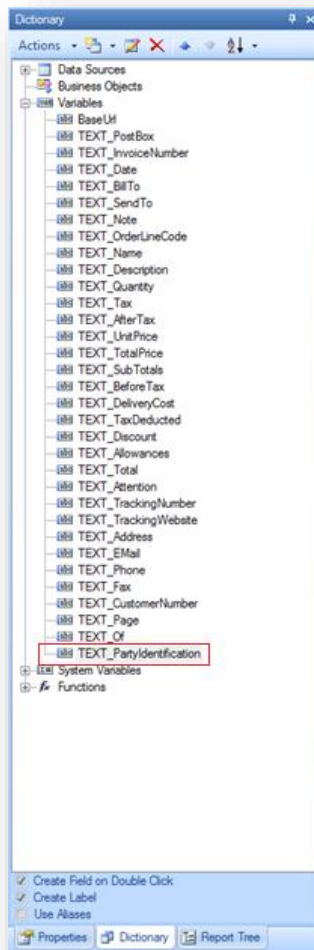 Dictionary
Actions
Data Sources
Business Objects
Variables
BaseUrl
TEXT_PostBox
TEXT_InvoiceNumber
TEXT_Date
TEXT_BillTo
TEXT_SendTo
TEXT_Note
TEXT_OrderLineCode
TEXT_Name
TEXT_Description
TEXT_Quantity
TEXT_Tax
TEXT_AfterTax
TEXT_UnitPrice
TEXT_TotalPrice
TEXT_SubTotals
TEXT_BeforeTax
TEXT_DeliveryCost
TEXT_TaxDeducted
TEXT_Discount
TEXT_Allowances
TEXT_Total
TEXT_Attention
TEXT_TrackingNumber
TEXT_TrackingWebsite
TEXT_Address
TEXT_EMail
TEXT_Phone
TEXT_Fax
TEXT_CustomerNumber
TEXT_Page
TEXT_Of
TEXT_PartyIdentification
System Variables
Functions
Create Field on Double Click
Create Label
Use Aliases
Properties Dictionary Report Tree